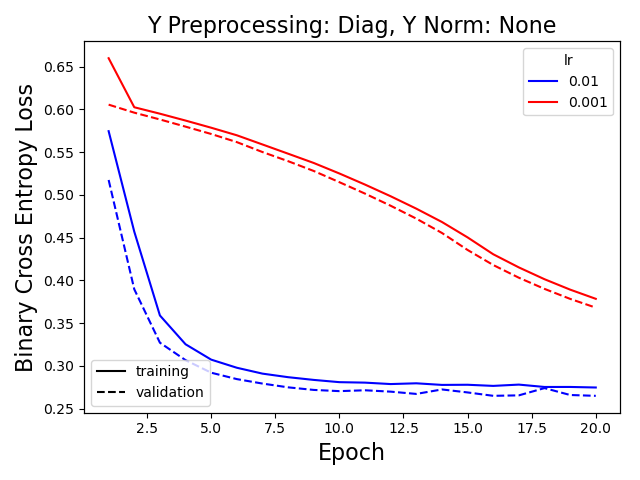 Y Preprocessing: Diag, Y Norm: None
Binary Cross Entropy Loss
0.65
0.60
0.55
0.50
0.45
0.40
0.35
0.30
0.25
lr
0.01
0.001
training
validation
2.5 5.0 7.5 10.0 12.5 15.0 17.5 20.0
Epoch